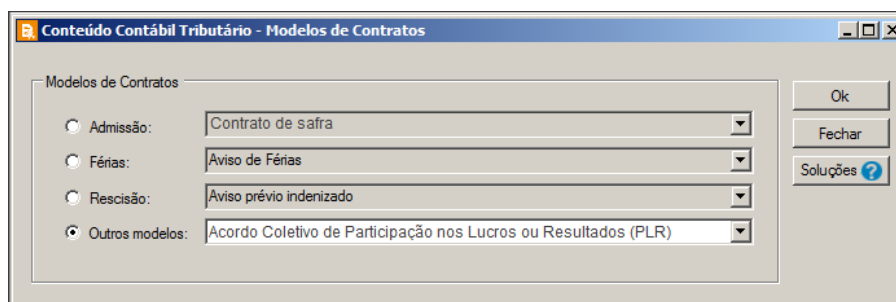 Conteúdo Contábil Tributário - Modelos de Contratos
Modelos de Contratos
Admissão: Contrato de safra
Férias: Aviso de Férias
Rescisão: Aviso prévio indenizado
Outros modelos: Acordo Coletivo de Participação nos Lucros ou Resultados (PLR)
Ok
Fechar
Soluções ?